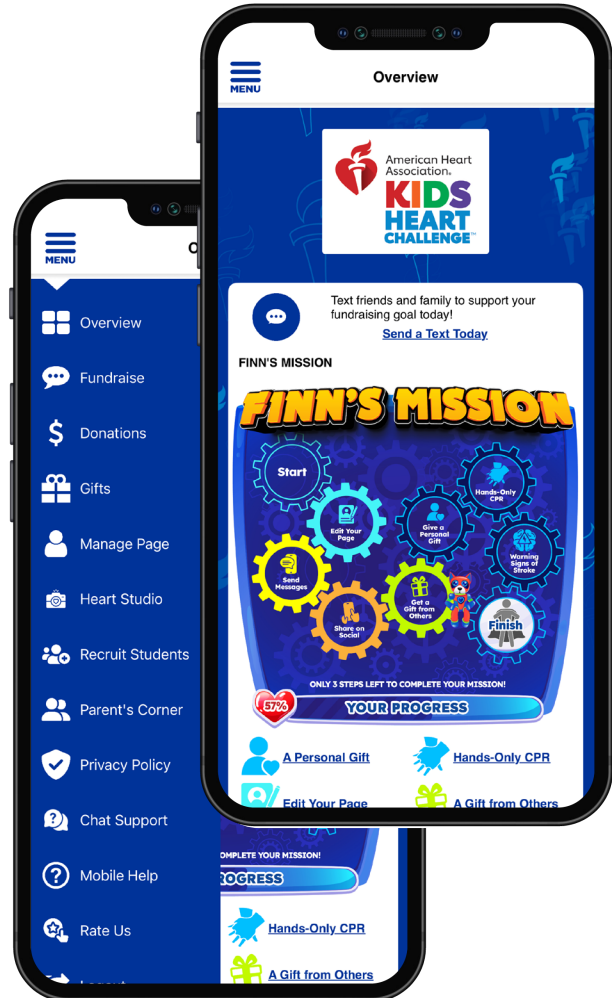 MENU
Overview
American Heart
Association®
KIDS
HEART
CHALLENGE™
Text friends and family to support your
fundraising goal today!
Send a Text Today
FINN'S MISSION
FINN'S MISSION
Start
Hands-Only
CPR
Edit Your
Page
Give a
Personal
Gift
Warning
Signs of
Stroke
Send
Messages
Get a
Gift from
Others
Share on
Social
Finish
ONLY 3 STEPS LEFT TO COMPLETE YOUR MISSION!
57%
YOUR PROGRESS
A Personal Gift
Hands-Only CPR
Edit Your Page
A Gift from Others
MENU
O
Overview
Fundraise
Donations
Gifts
Manage Page
Heart Studio
Recruit Students
Parent's Corner
Privacy Policy
Chat Support
Mobile Help
Rate Us
Logout
OMPLETE YOUR MISSION!
ROGRESS
Hands-Only CPR
A Gift from Others